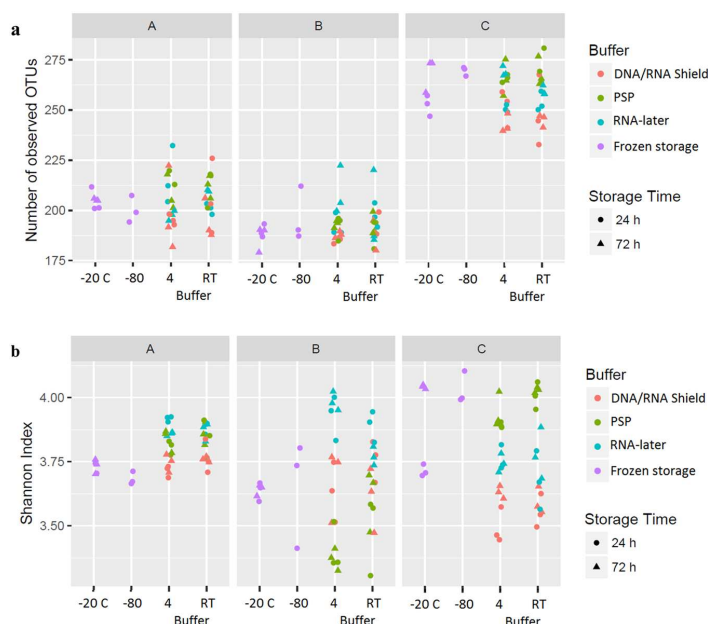 a
A B C
Number of observed OTUs
275
250
225
200
175
-20 C -80 4 RT -20 C -80 4 RT -20 C -80 4 RT
Buffer Buffer Buffer
Buffer
DNA/RNA Shield
PSP
RNA-later
Frozen storage
Storage Time
24 h
72 h
b
A B C
Shannon Index
4.00
3.75
3.50
-20 C -80 4 RT -20 C -80 4 RT -20 C -80 4 RT
Buffer Buffer Buffer
Buffer
DNA/RNA Shield
PSP
RNA-later
Frozen storage
Storage Time
24 h
72 h